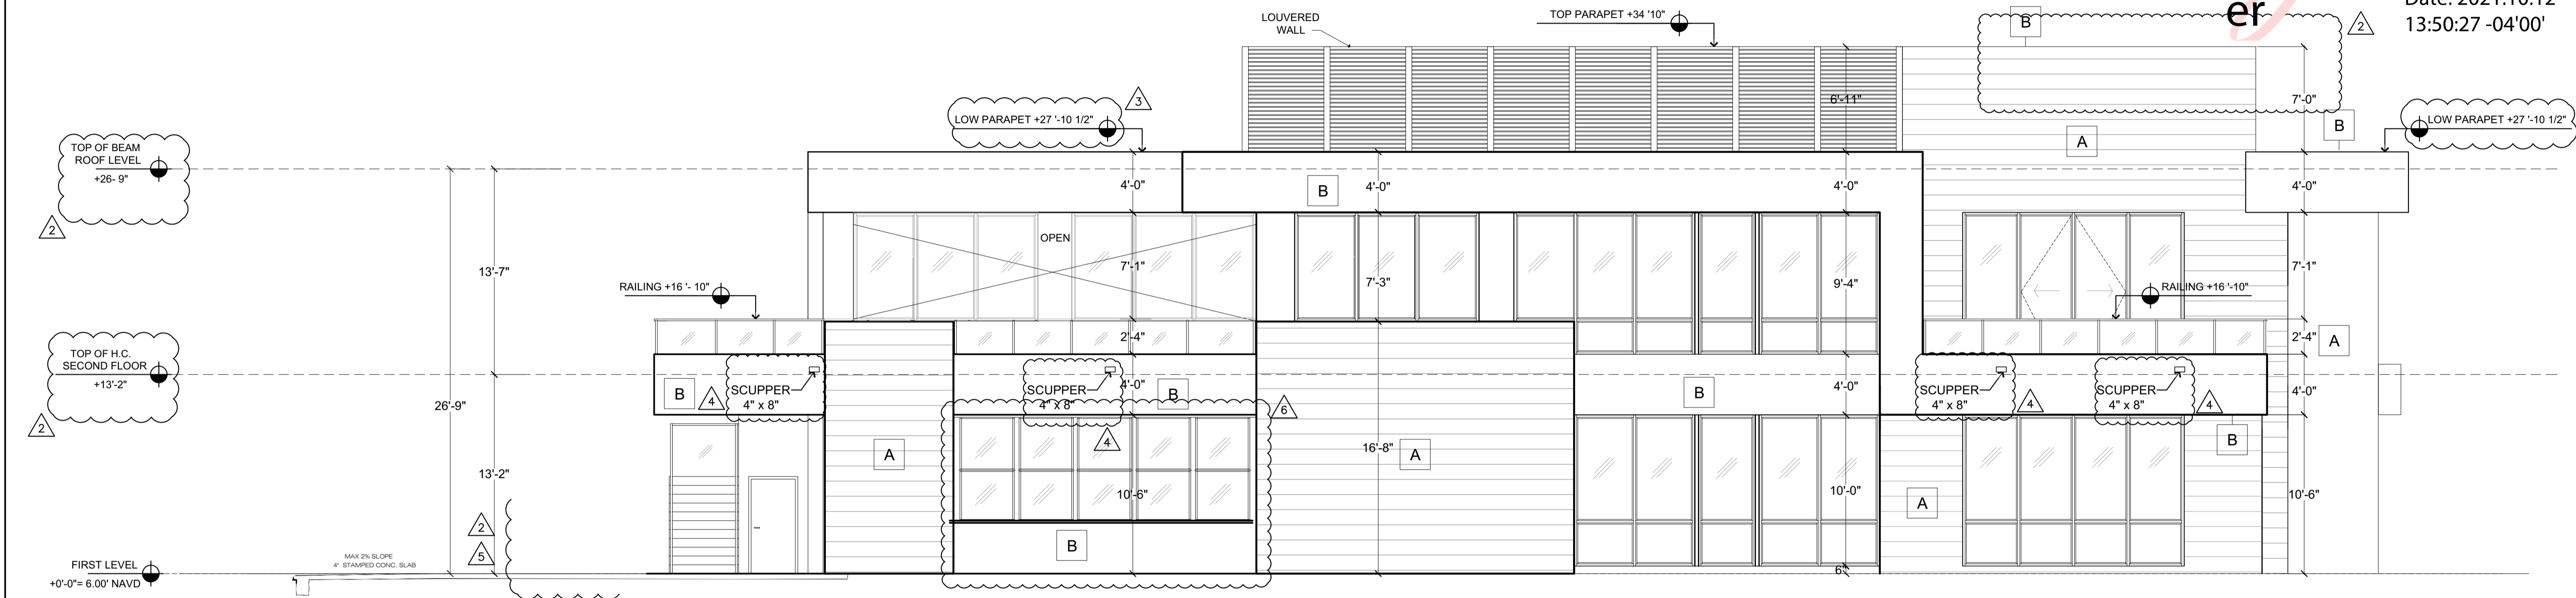 er
Date: 2021.10.12
13:50:27 -04'00'
LOUVERED
WALL
TOP PARAPET +34 '10"
B
2
3
LOW PARAPET +27 '-10 1/2"
6'-11"
7'-0"
B
LOW PARAPET +27 '-10 1/2"
A
TOP OF BEAM
ROOF LEVEL
+26- 9"
2
4'-0"
B
4'-0"
4'-0"
4'-0"
OPEN
13'-7"
7'-1"
7'-3"
9'-4"
7'-1"
RAILING +16 '- 10"
RAILING +16 '-10"
2'-4"
2'-4"
A
TOP OF H.C.
SECOND FLOOR
+13'-2"
2
B
4
SCUPPER
4" x 8"
SCUPPER
4" x 8"
4
4'-0"
B
6
B
4'-0"
SCUPPER
4" x 8"
4
SCUPPER
4" x 8"
4
4'-0"
B
26'-9"
13'-2"
A
16'-8"
A
10'-6"
10'-0"
A
10'-6"
2
5
B
MAX 2% SLOPE
4" STAMPED CONC. SLAB
FIRST LEVEL
+0'-0"= 6.00' NAVD
6"